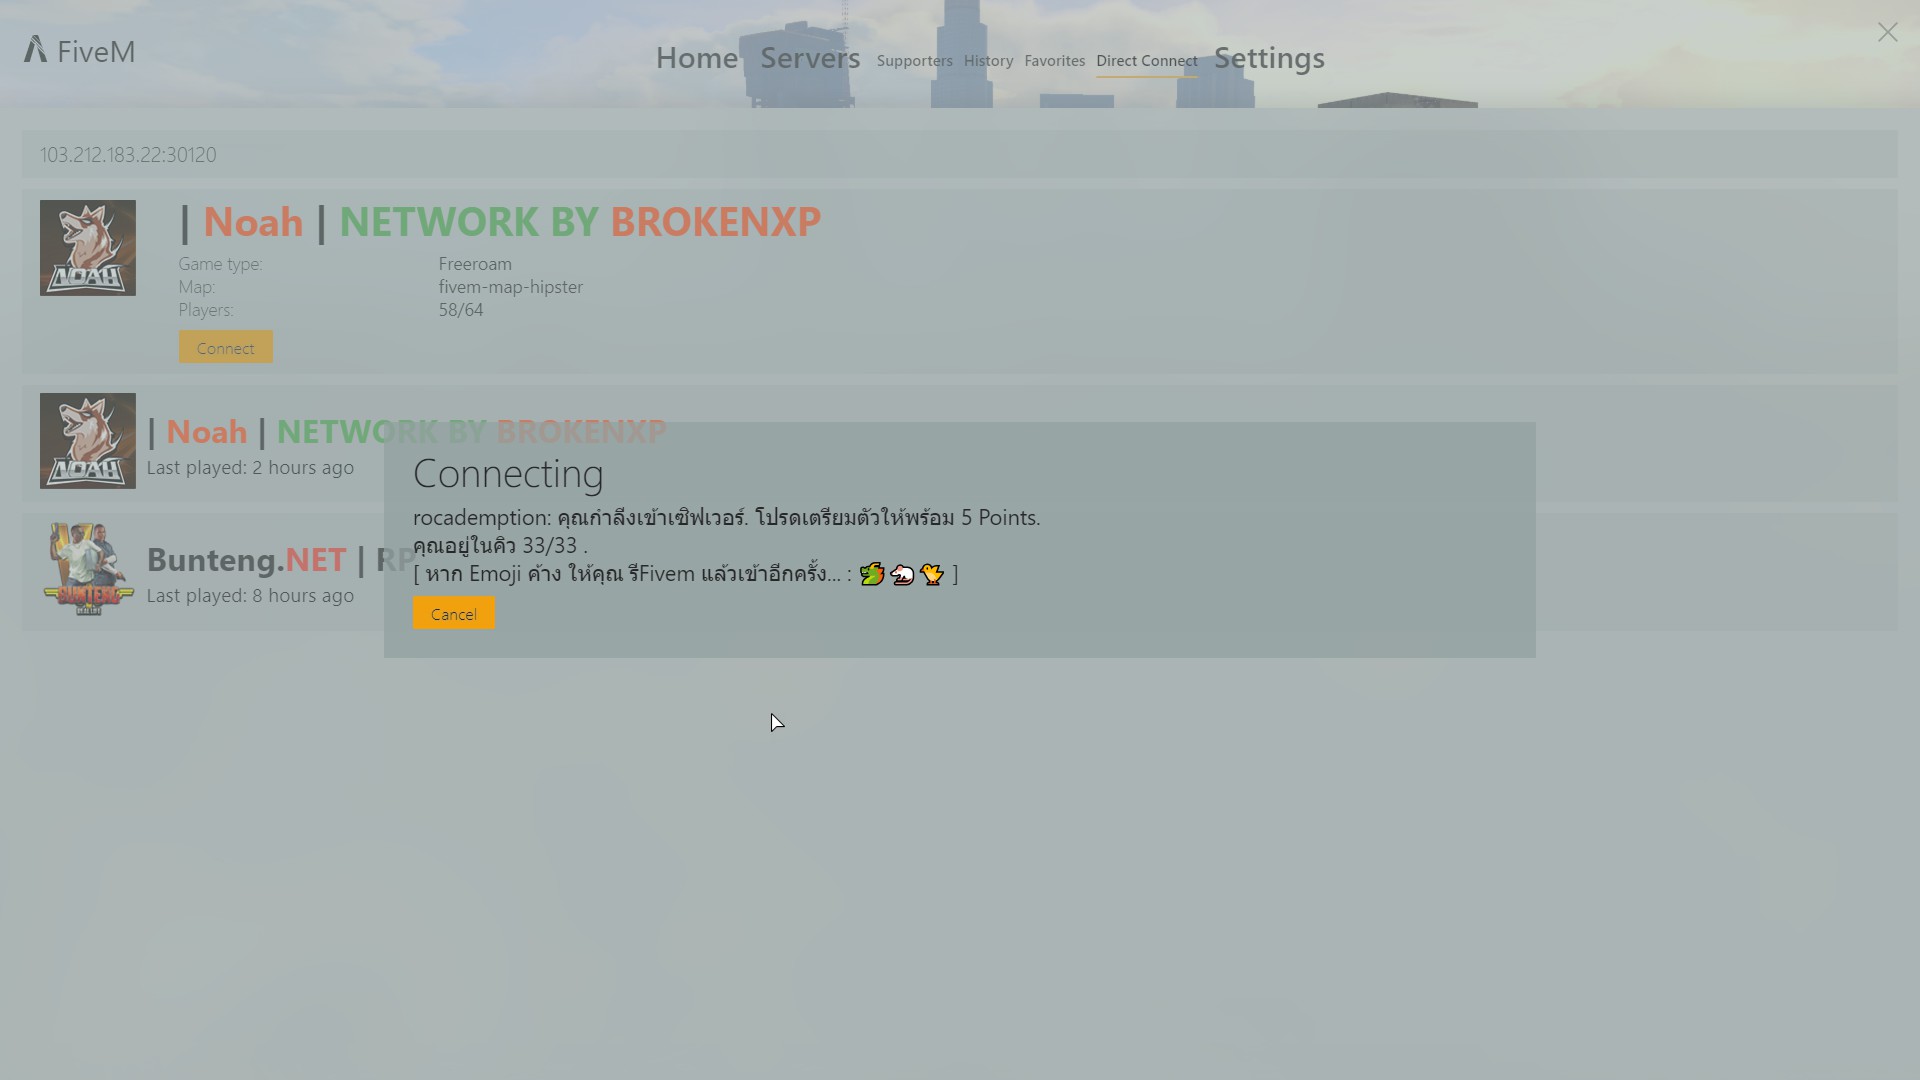 FiveM
Home Servers Supporters History Favorites Direct Connect Settings
103.212.183.22:30120
NOAH
| Noah | NETWORK BY BROKENXP
Game type: Freeroam
Map: fivem-map-hipster
Players: 58/64
Connect
NOAH
| Noah | NETWORK BY BROKENXP
Last played: 2 hours ago
Connecting
rocademption: คุณกำลังเข้าเซิฟเวอร์. โปรดเตรียมตัวให้พร้อม 5 Points.
คุณอยู่ในคิว 33/33 .
[ หาก Emoji ค้าง ให้คุณ รีFivem แล้วเข้าอีกครั้ง... : 🐉🐀🐤 ]
Cancel
BUNTENG
Bunteng.NET | RP
Last played: 8 hours ago